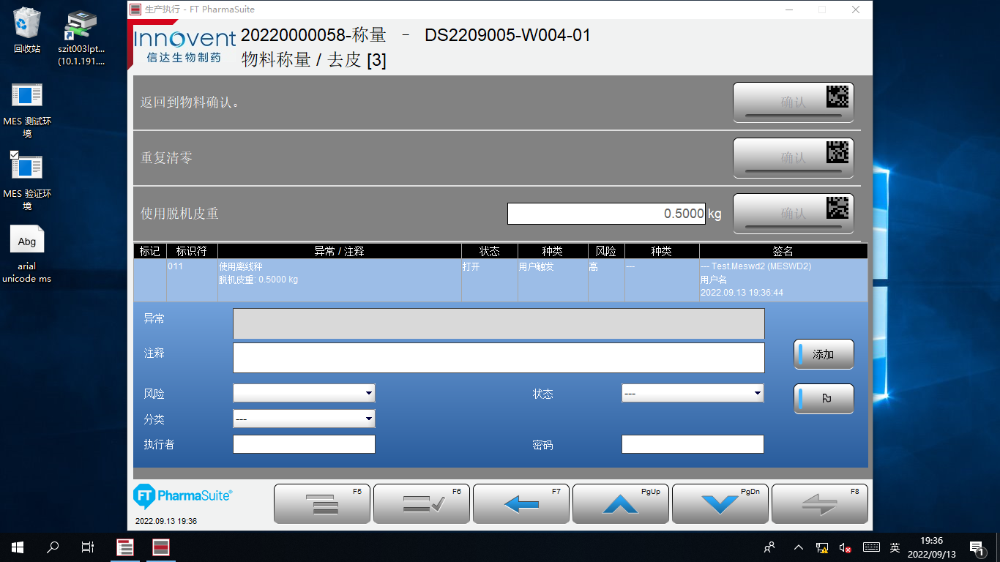 回收站
szit003lpt...
(10.1.191....
MES 测试环
境
MES 验证环
境
Abg
arial
unicode ms
生产执行 - FT PharmaSuite
Innovent
信达生物制药
20220000058-称量 - DS2209005-W004-01
物料称量 / 去皮 [3]
返回到物料确认。
确认
重复清零
确认
使用脱机皮重
0.5000 kg
确认
标记 标识符 异常 / 注释 状态 种类 风险 种类 签名
011 使用离线秤 打开 用户触发 高 --- --- Test.Meswd2 (MESWD2)
脱机皮重: 0.5000 kg 用户名
2022.09.13 19:36:44
异常
注释
添加
风险
状态 ---
分类 ---
执行者
密码
FT PharmaSuite®
2022.09.13 19:36
F5
F6
F7
PgUp
PgDn
F8
英
19:36
2022/09/13
1